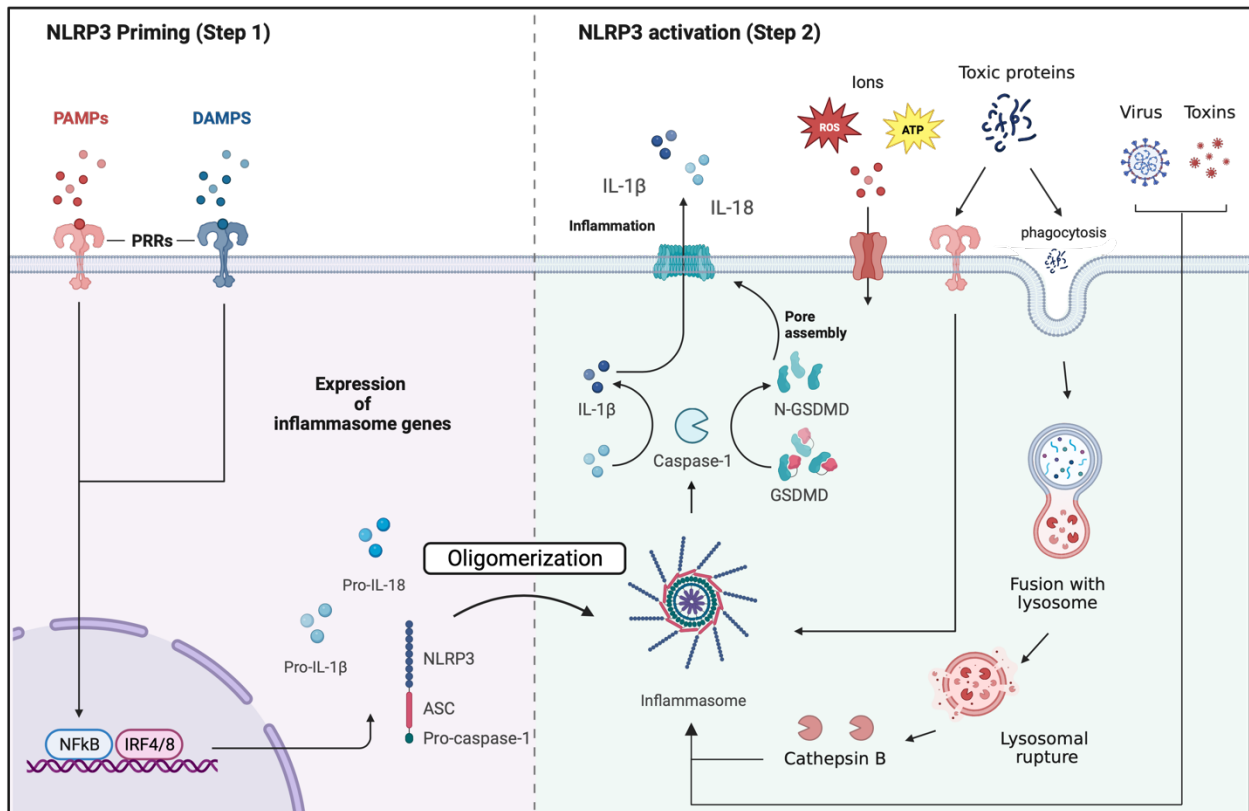 NLRP3 Priming (Step 1)
PAMPs
DAMPS
PRRs
Expression
of
inflammasome genes
Pro-IL-18
Pro-IL-1β
NLRP3
ASC
Pro-caspase-1
NFkB
IRF4/8
Oligomerization
NLRP3 activation (Step 2)
IL-1β
IL-18
Inflammation
Ions
ROS
ATP
Toxic proteins
Virus
Toxins
phagocytosis
Pore
assembly
IL-1β
Caspase-1
N-GSDMD
GSDMD
Inflammasome
Fusion with
lysosome
Lysosomal
rupture
Cathepsin B